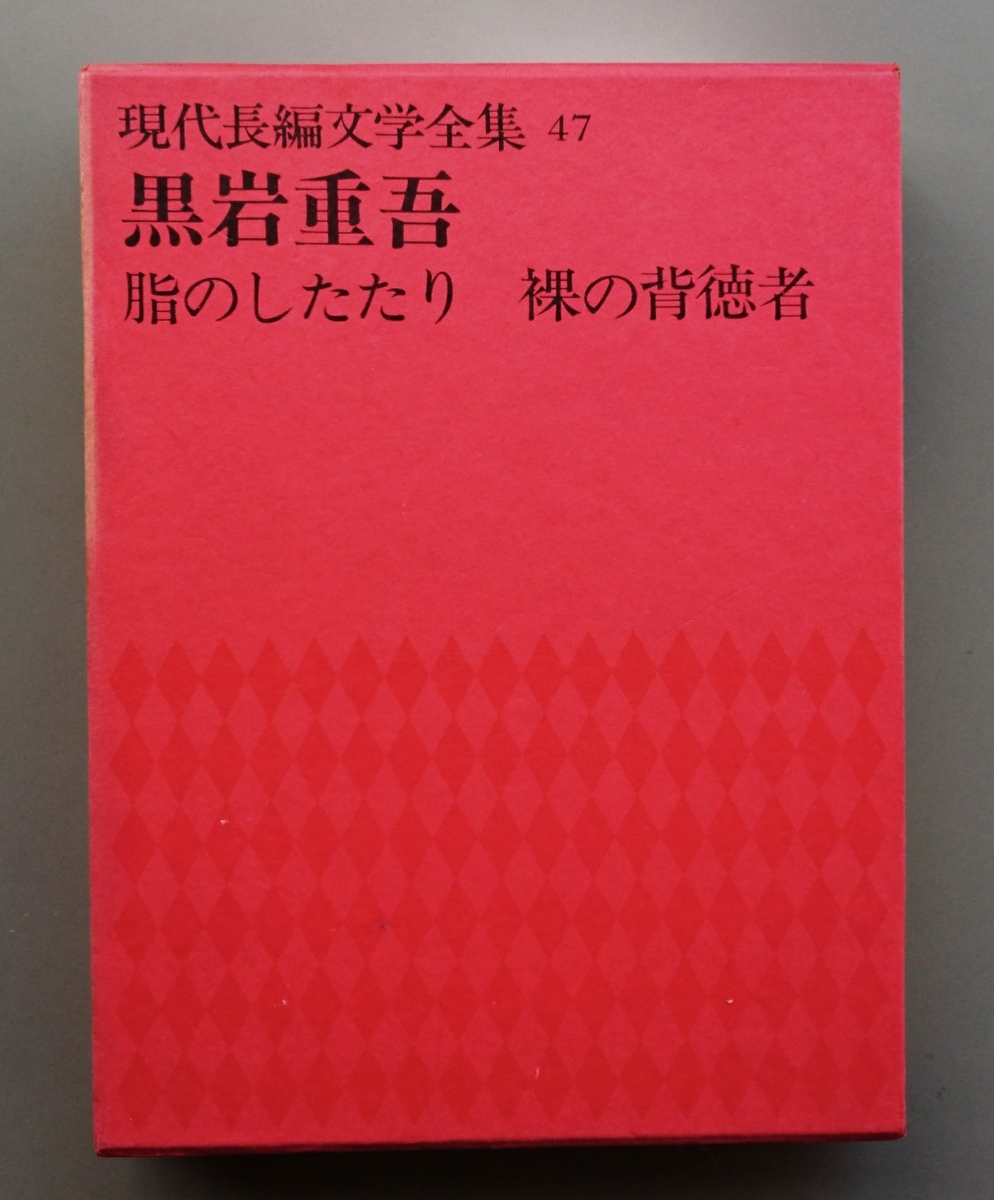 現代長編文学全集 47
黒岩重吾
脂のしたたり　裸の背徳者